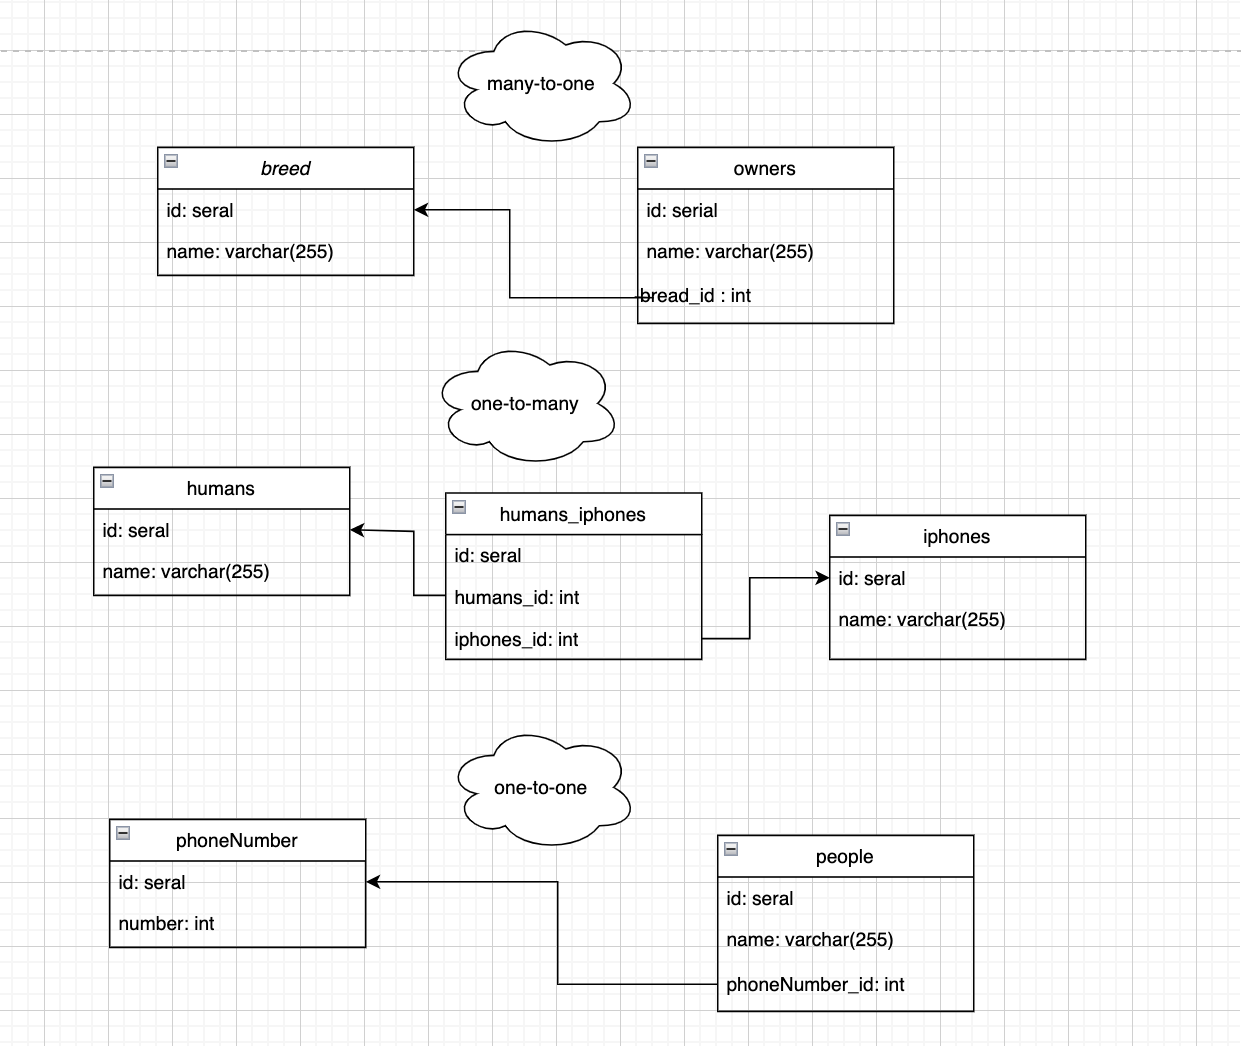 many-to-one
breed
id: seral
name: varchar(255)
owners
id: serial
name: varchar(255)
bread_id : int
one-to-many
humans
id: seral
name: varchar(255)
humans_iphones
id: seral
humans_id: int
iphones_id: int
iphones
id: seral
name: varchar(255)
one-to-one
phoneNumber
id: seral
number: int
people
id: seral
name: varchar(255)
phoneNumber_id: int